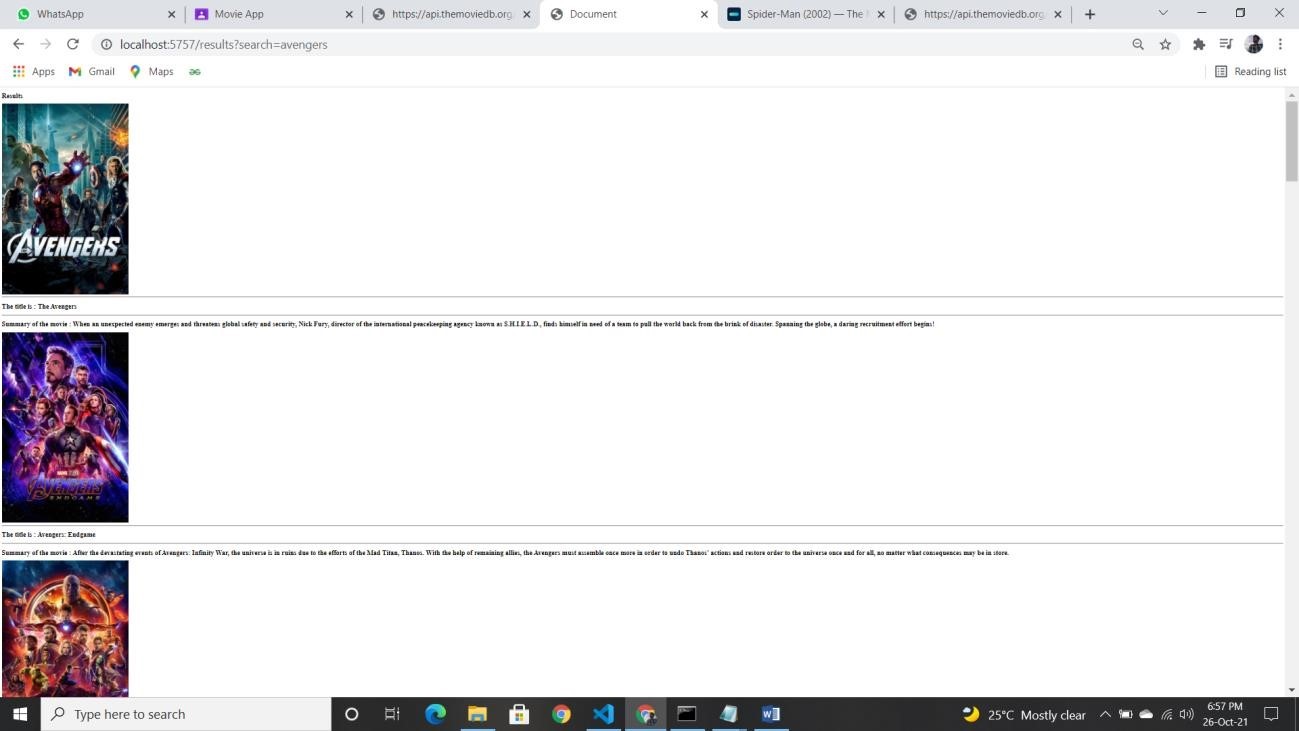 WhatsApp
Movie App
https://api.themoviedb.org
Document
Spider-Man (2002) — The M
https://api.themoviedb.org
localhost:5757/results?search=avengers
Apps
Gmail
Maps
Reading list
Results
AVENGERS
The title is : The Avengers
Summary of the movie : When an unexpected enemy emerges and threatens global safety and security, Nick Fury, director of the international peacekeeping agency known as S.H.I.E.L.D., finds himself in need of a team to pull the world back from the brink of disaster. Spanning the globe, a daring recruitment effort begins!
AVENGERS
ENDGAME
The title is : Avengers: Endgame
Summary of the movie : After the devastating events of Avengers: Infinity War, the universe is in ruins due to the efforts of the Mad Titan, Thanos. With the help of remaining allies, the Avengers must assemble once more in order to undo Thanos' actions and restore order to the universe once and for all, no matter what consequences may be in store.
Type here to search
25°C Mostly clear
6:57 PM
26-Oct-21